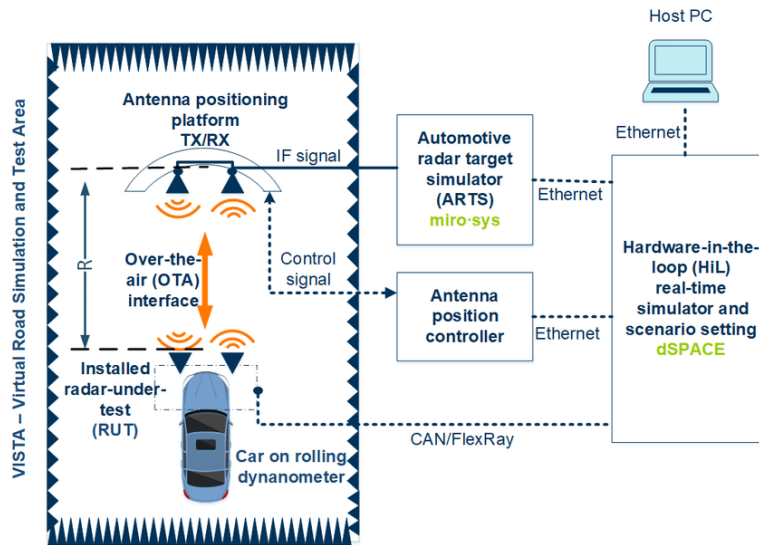 Host PC
Ethernet
VISTA – Virtual Road Simulation and Test Area
Antenna positioning
platform
TX/RX
IF signal
Automotive
radar target
simulator
(ARTS)
miro·sys
Ethernet
R
Over-the-
air (OTA)
interface
Control
signal
Antenna
position
controller
Ethernet
Hardware-in-the-
loop (HiL)
real-time
simulator and
scenario setting
dSPACE
Installed
radar-under-
test
(RUT)
CAN/FlexRay
Car on rolling
dynanometer